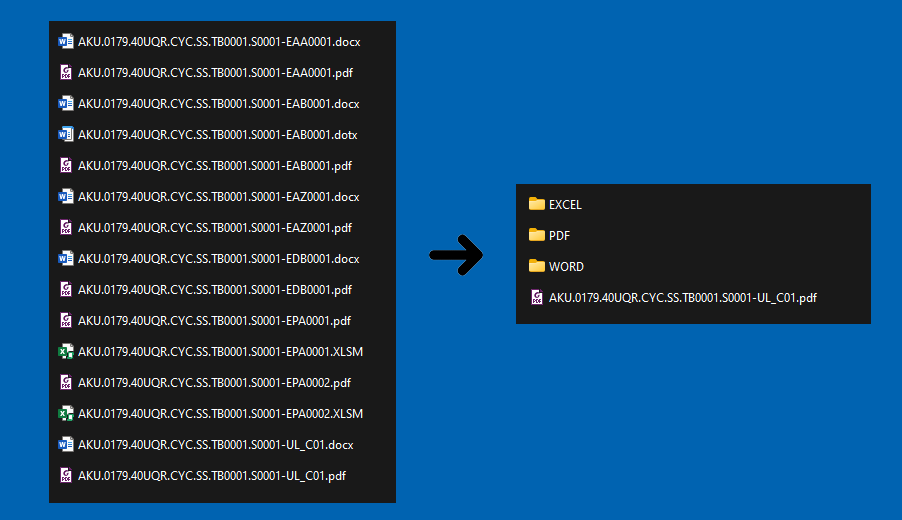 AKU.0179.40UQR.CYC.SS.TB0001.S0001-EAA0001.docx
AKU.0179.40UQR.CYC.SS.TB0001.S0001-EAA0001.pdf
AKU.0179.40UQR.CYC.SS.TB0001.S0001-EAB0001.docx
AKU.0179.40UQR.CYC.SS.TB0001.S0001-EAB0001.dotx
AKU.0179.40UQR.CYC.SS.TB0001.S0001-EAB0001.pdf
AKU.0179.40UQR.CYC.SS.TB0001.S0001-EAZ0001.docx
AKU.0179.40UQR.CYC.SS.TB0001.S0001-EAZ0001.pdf
AKU.0179.40UQR.CYC.SS.TB0001.S0001-EDB0001.docx
AKU.0179.40UQR.CYC.SS.TB0001.S0001-EDB0001.pdf
AKU.0179.40UQR.CYC.SS.TB0001.S0001-EPA0001.pdf
AKU.0179.40UQR.CYC.SS.TB0001.S0001-EPA0001.XLSM
AKU.0179.40UQR.CYC.SS.TB0001.S0001-EPA0002.pdf
AKU.0179.40UQR.CYC.SS.TB0001.S0001-EPA0002.XLSM
AKU.0179.40UQR.CYC.SS.TB0001.S0001-UL_C01.docx
AKU.0179.40UQR.CYC.SS.TB0001.S0001-UL_C01.pdf
EXCEL
PDF
WORD
AKU.0179.40UQR.CYC.SS.TB0001.S0001-UL_C01.pdf